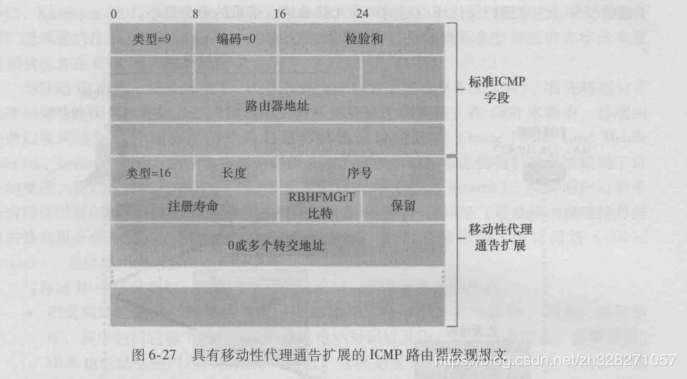 0 8 16 24
类型=9 编码=0 检验和
标准ICMP
字段
路由器地址
类型=16 长度 序号
注册寿命 RBHFMGrT
比特 保留
移动性代理
通告扩展
0或多个转交地址
图 6-27 具有移动性代理通告扩展的 ICMP 路由器发现报文
https://blog.csdn.net/zh328271057